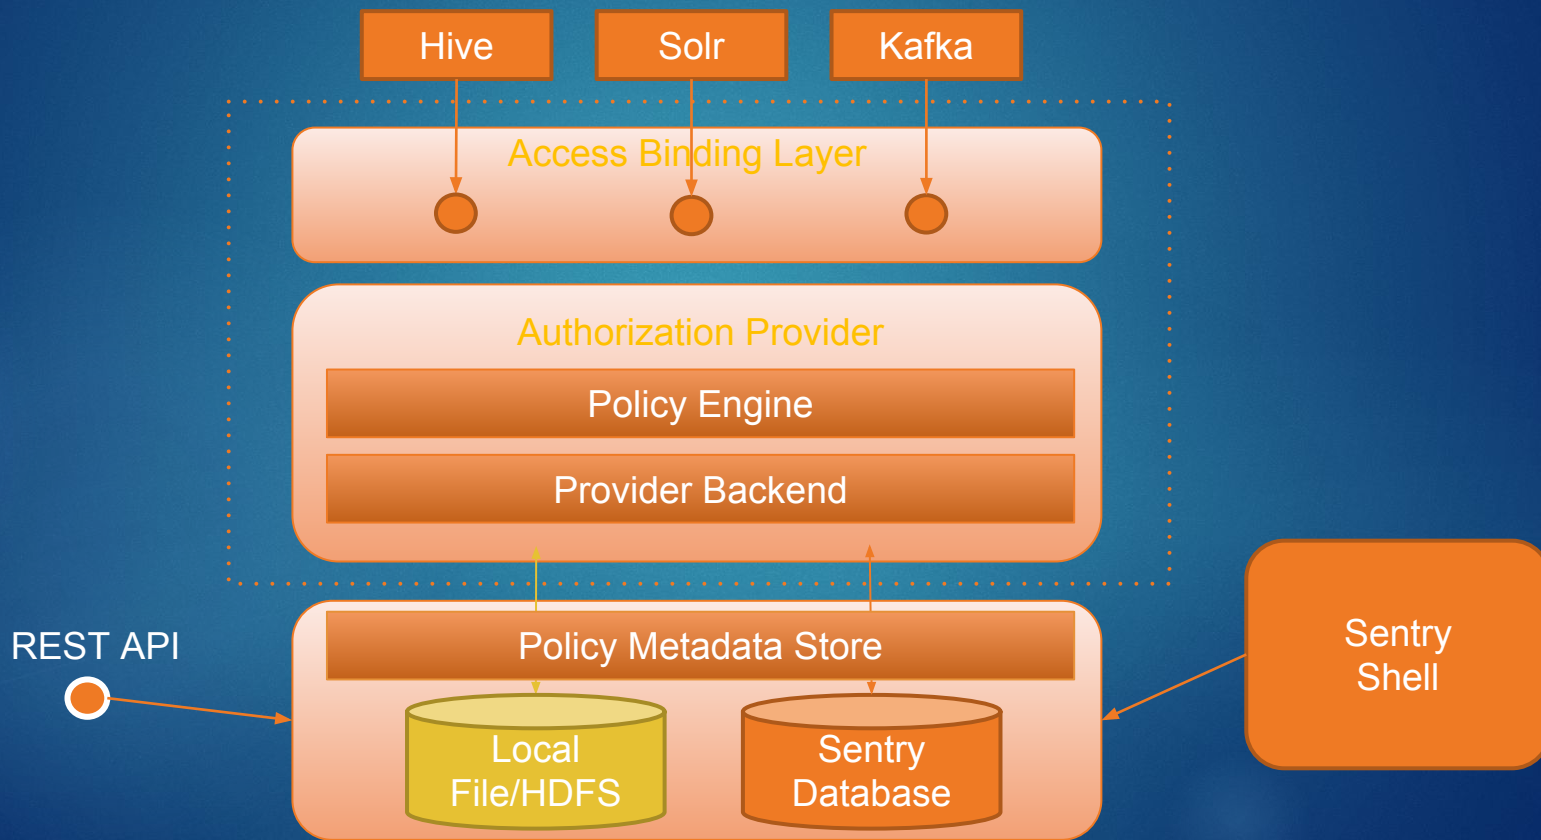 Hive
Solr
Kafka
Access Binding Layer
Authorization Provider
Policy Engine
Provider Backend
Policy Metadata Store
REST API
Local
File/HDFS
Sentry
Database
Sentry
Shell